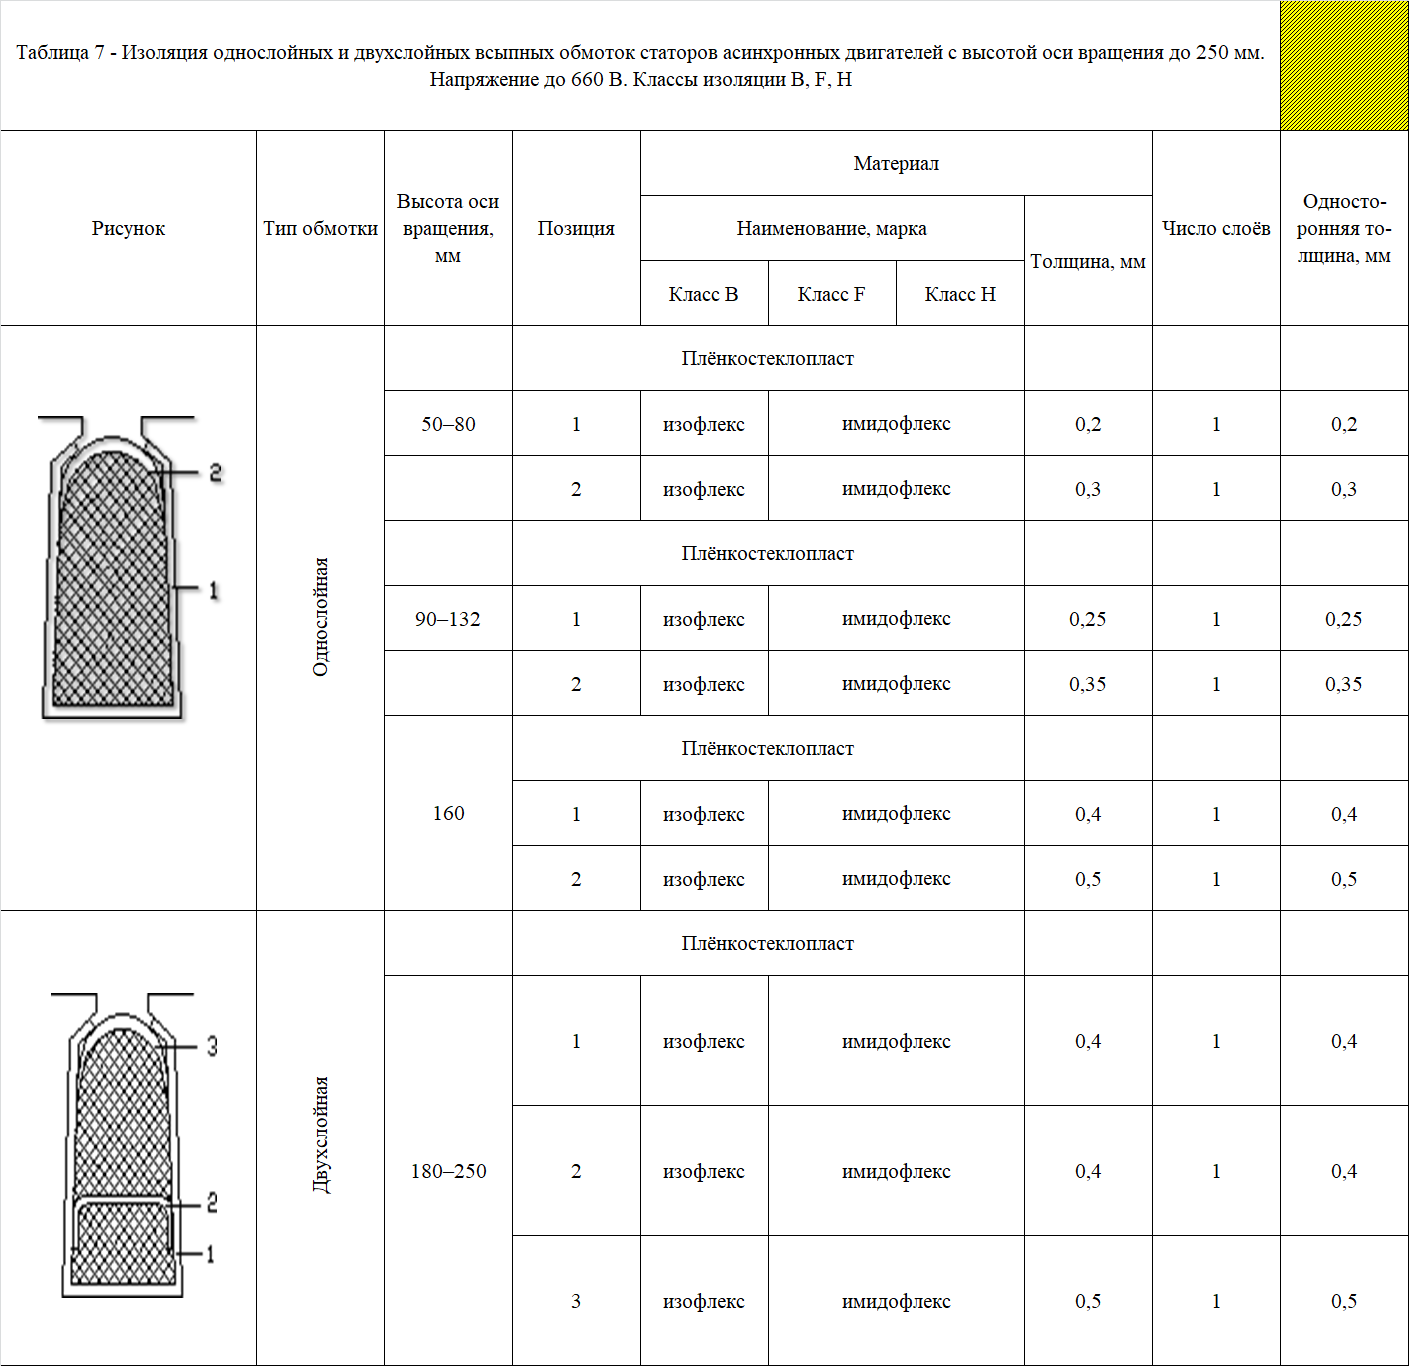 Таблица 7 - Изоляция однослойных и двухслойных всыпных обмоток статоров асинхронных двигателей с высотой оси вращения до 250 мм.
Напряжение до 660 В. Классы изоляции B, F, H
Рисунок
Тип обмотки
Высота оси
вращения,
мм
Позиция
Материал
Наименование, марка
Класс B
Класс F
Класс H
Толщина, мм
Число слоёв
Односто-
ронняя то-
лщина, мм
2
1
Однослойная
Плёнкостеклопласт
50–80
1
изофлекс
имидофлекс
0,2
1
0,2
2
изофлекс
имидофлекс
0,3
1
0,3
Плёнкостеклопласт
90–132
1
изофлекс
имидофлекс
0,25
1
0,25
2
изофлекс
имидофлекс
0,35
1
0,35
160
Плёнкостеклопласт
1
изофлекс
имидофлекс
0,4
1
0,4
2
изофлекс
имидофлекс
0,5
1
0,5
3
2
1
Двухслойная
Плёнкостеклопласт
180–250
1
изофлекс
имидофлекс
0,4
1
0,4
2
изофлекс
имидофлекс
0,4
1
0,4
3
изофлекс
имидофлекс
0,5
1
0,5